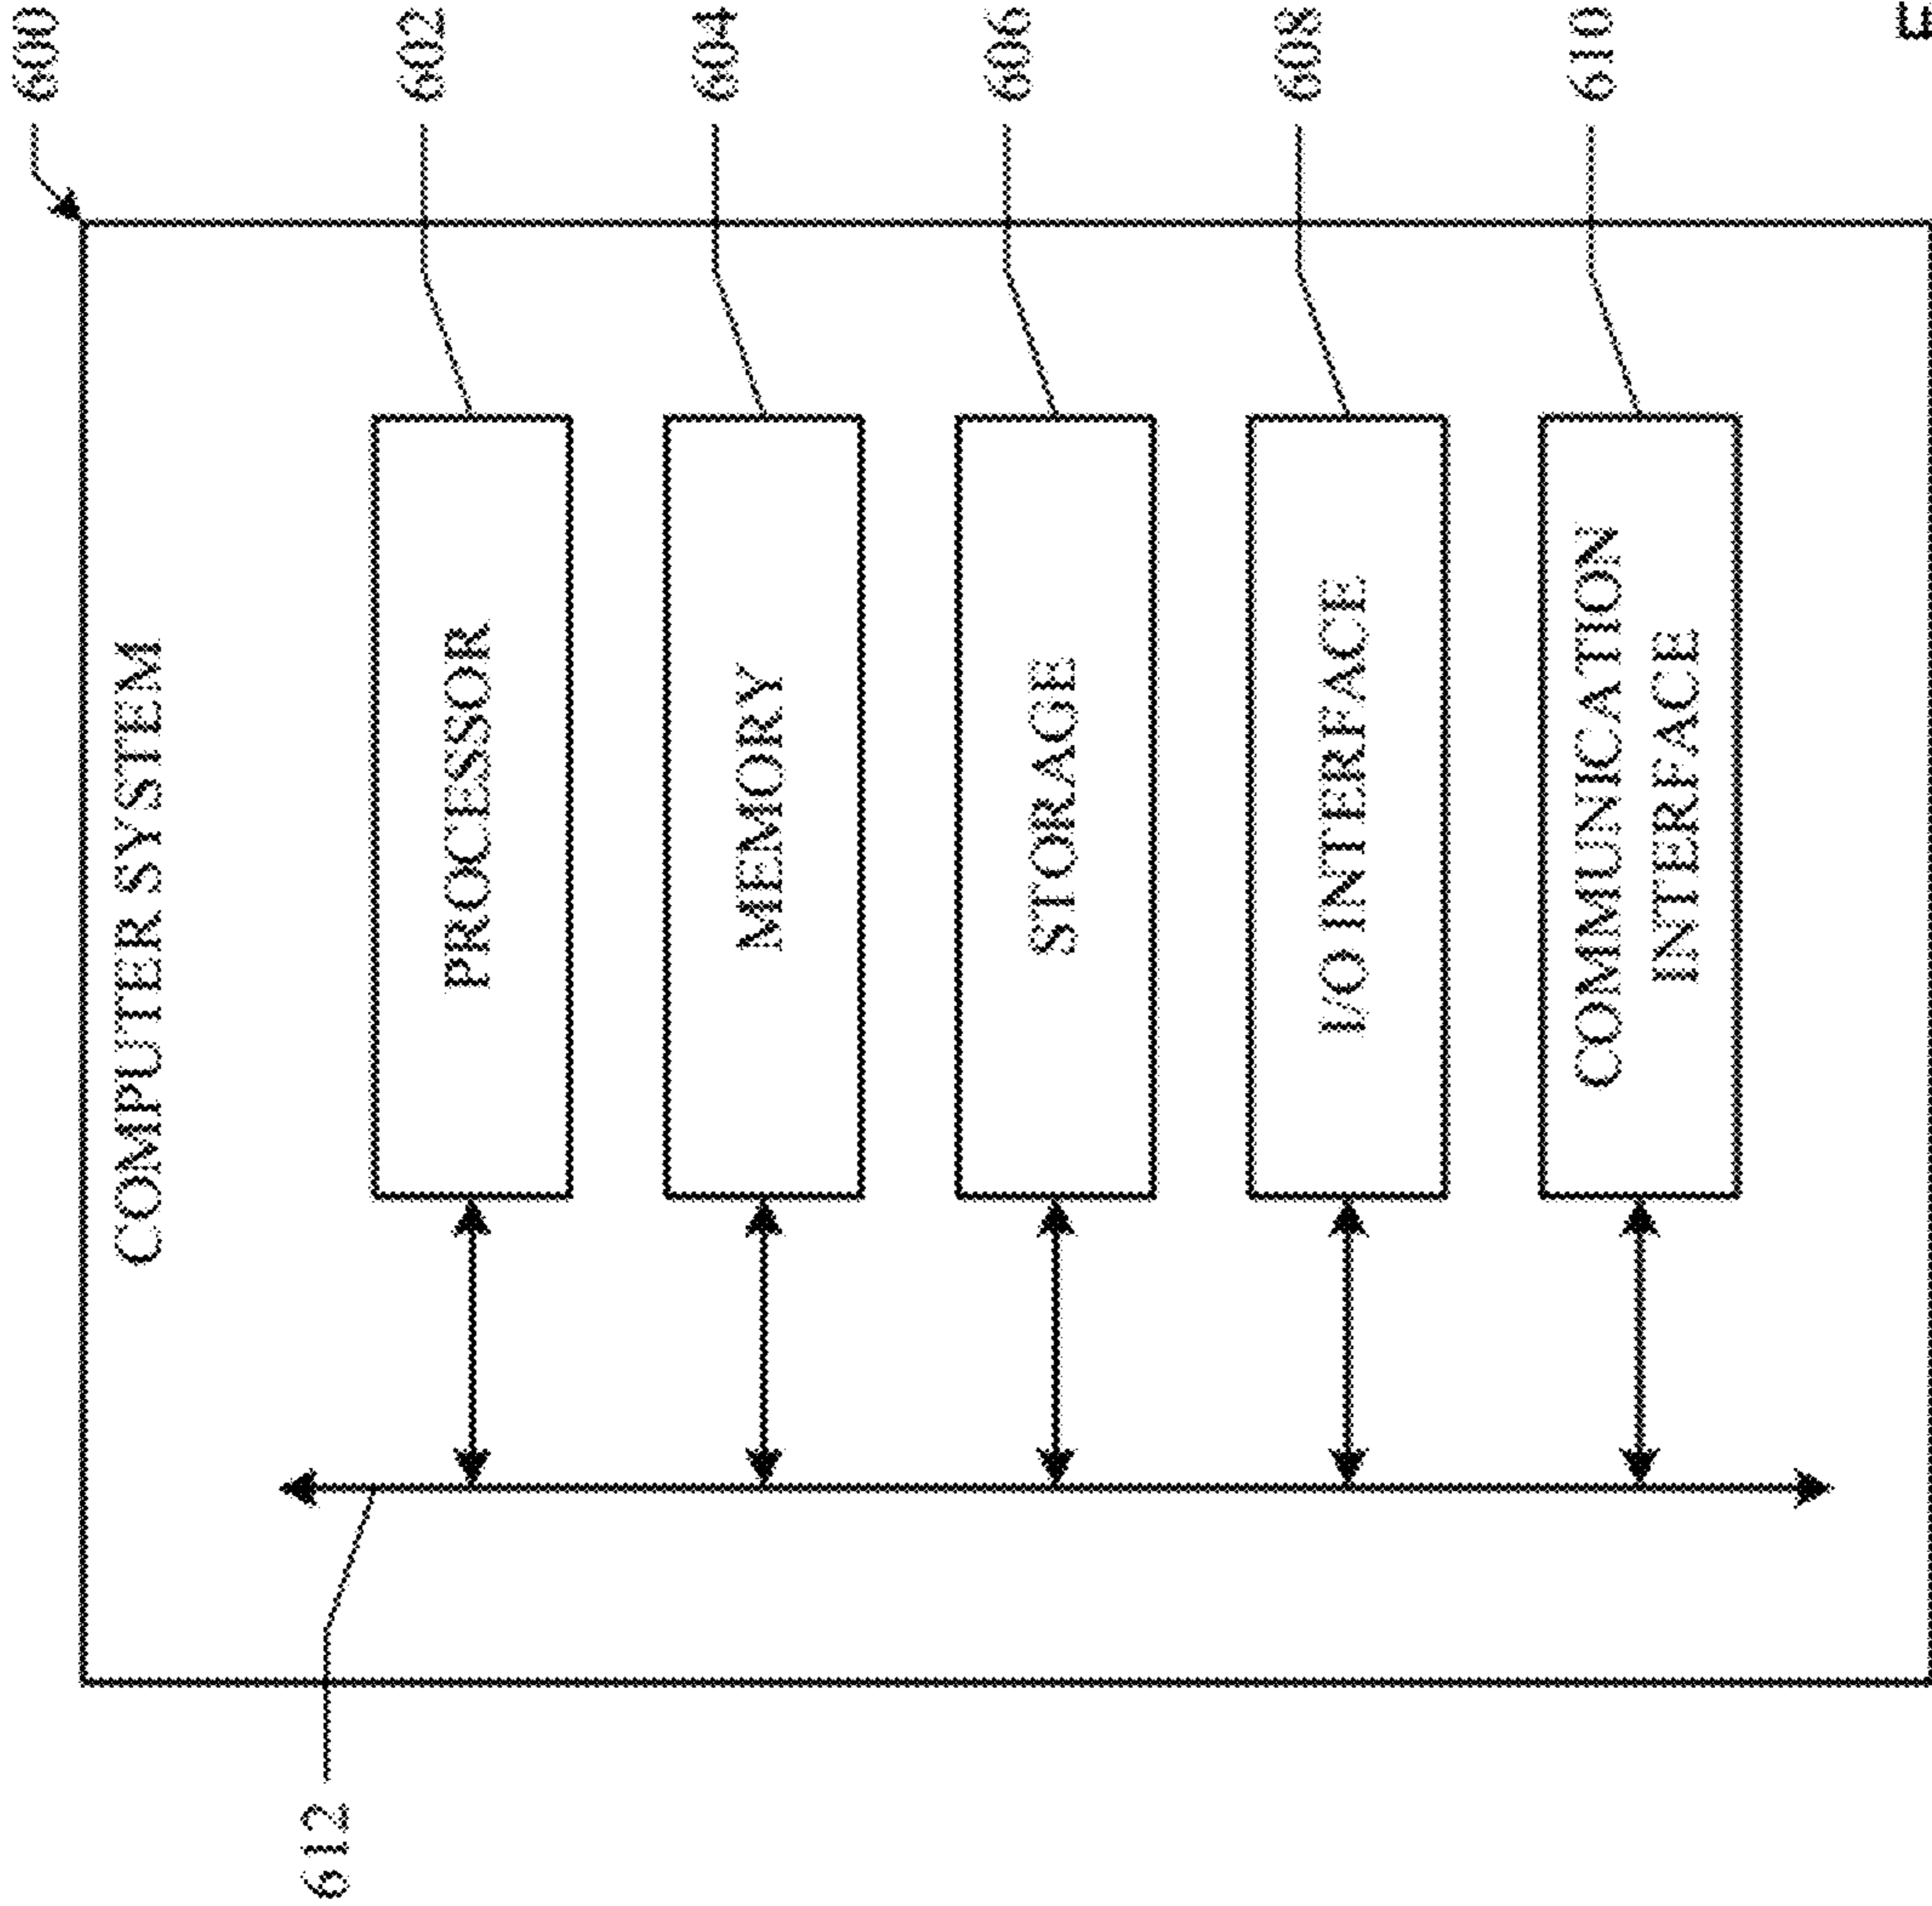 600
COMPUTER SYSTEM
612
602
PROCESSOR
604
MEMORY
606
STORAGE
608
I/O INTERFACE
610
COMMUNICATION
INTERFACE